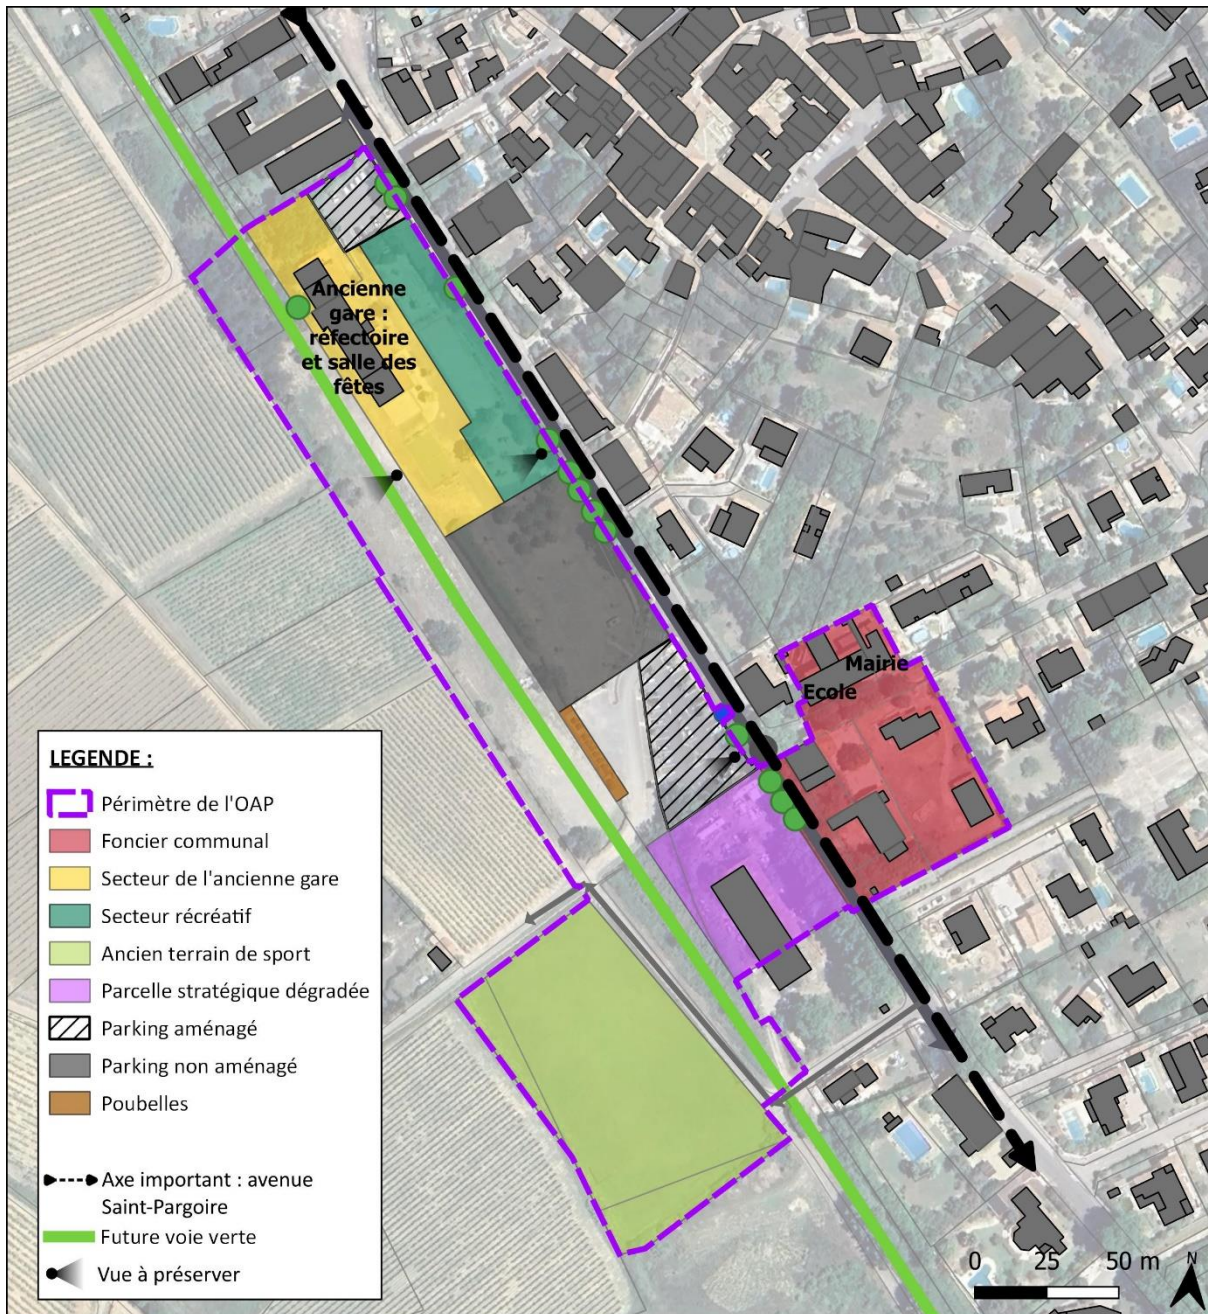 Ancienne
gare :
réfectoire
et salle des
fêtes
Mairie
Ecole
LEGENDE :
Périmètre de l'OAP
Foncier communal
Secteur de l'ancienne gare
Secteur récréatif
Ancien terrain de sport
Parcelle stratégique dégradée
Parking aménagé
Parking non aménagé
Poubelles
Axe important : avenue
Saint-Pargoire
Future voie verte
Vue à préserver
0 25 50 m
N